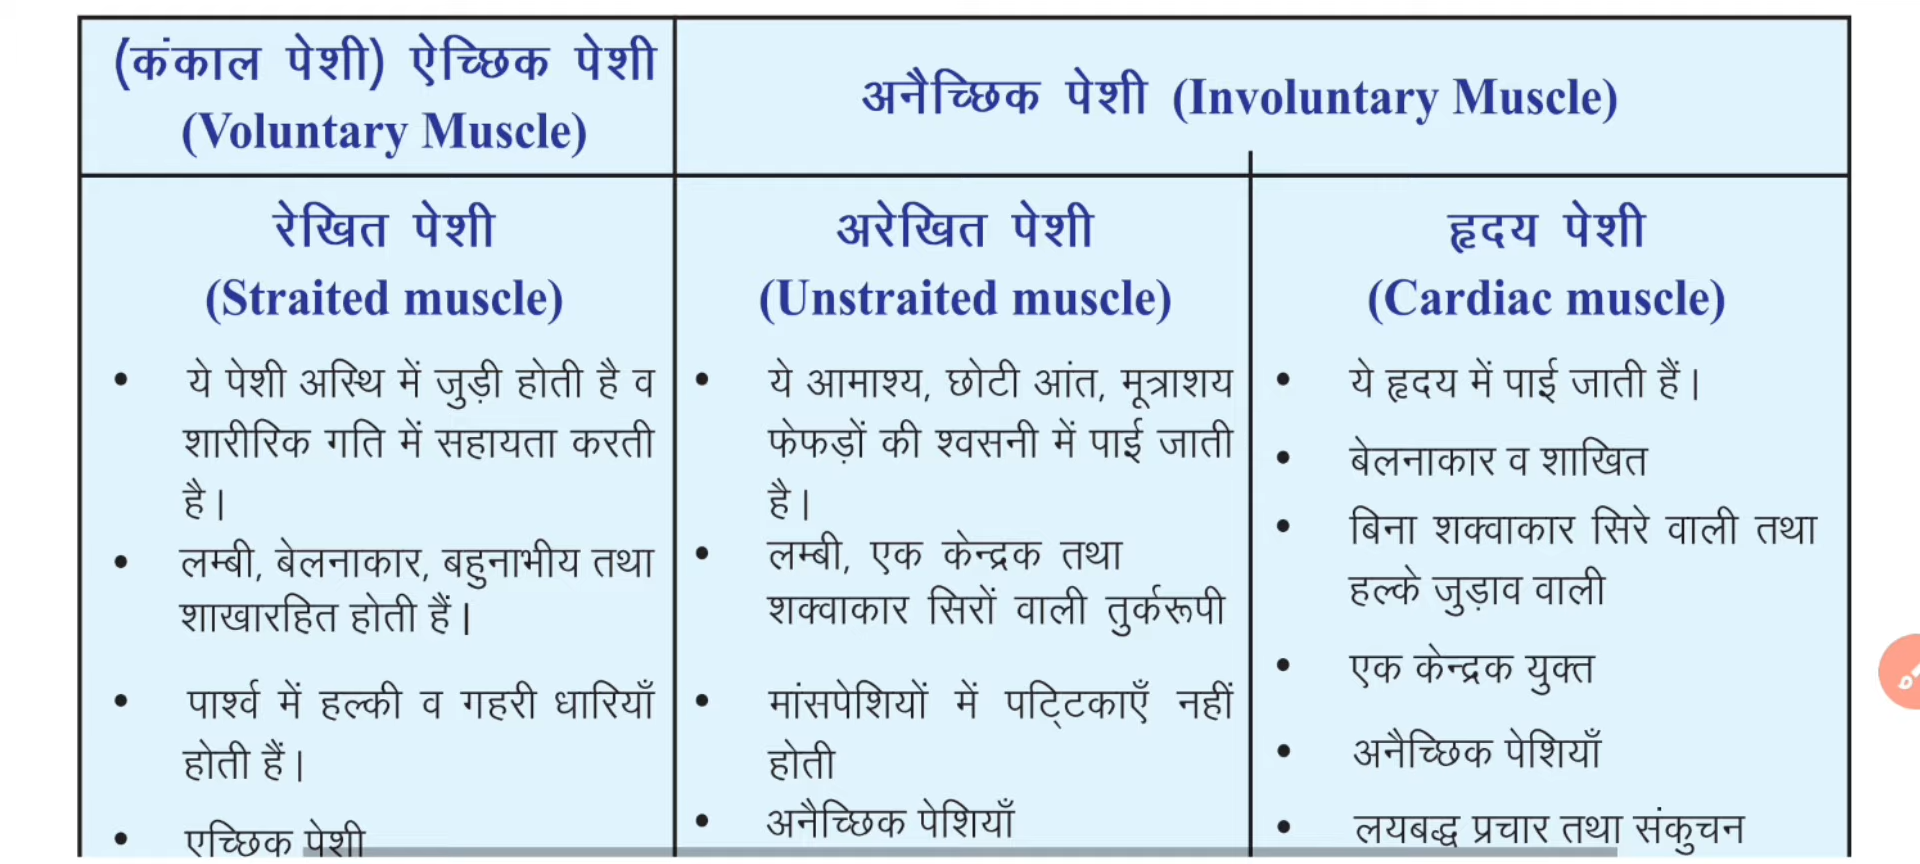 (कंकाल पेशी) ऐच्छिक पेशी
(Voluntary Muscle)
अनैच्छिक पेशी (Involuntary Muscle)
रेखित पेशी
(Straited muscle)
• ये पेशी अस्थि में जुड़ी होती है व
शारीरिक गति में सहायता करती
है।
• लम्बी, बेलनाकार, बहुनाभीय तथा
शाखारहित होती हैं।
• पार्श्व में हल्की व गहरी धारियाँ
होती हैं।
• एच्छिक पेशी
अरेखित पेशी
(Unstraited muscle)
• ये आमाश्य, छोटी आंत, मूत्राशय
फेफड़ों की श्वसनी में पाई जाती
है।
• लम्बी, एक केन्द्रक तथा
शक्वाकार सिरों वाली तुर्करूपी
• मांसपेशियों में पट्टिकाएँ नहीं
होती
• अनैच्छिक पेशियाँ
हृदय पेशी
(Cardiac muscle)
• ये हृदय में पाई जाती हैं।
• बेलनाकार व शाखित
• बिना शक्वाकार सिरे वाली तथा
हल्के जुड़ाव वाली
• एक केन्द्रक युक्त
• अनैच्छिक पेशियाँ
• लयबद्ध प्रचार तथा संकुचन